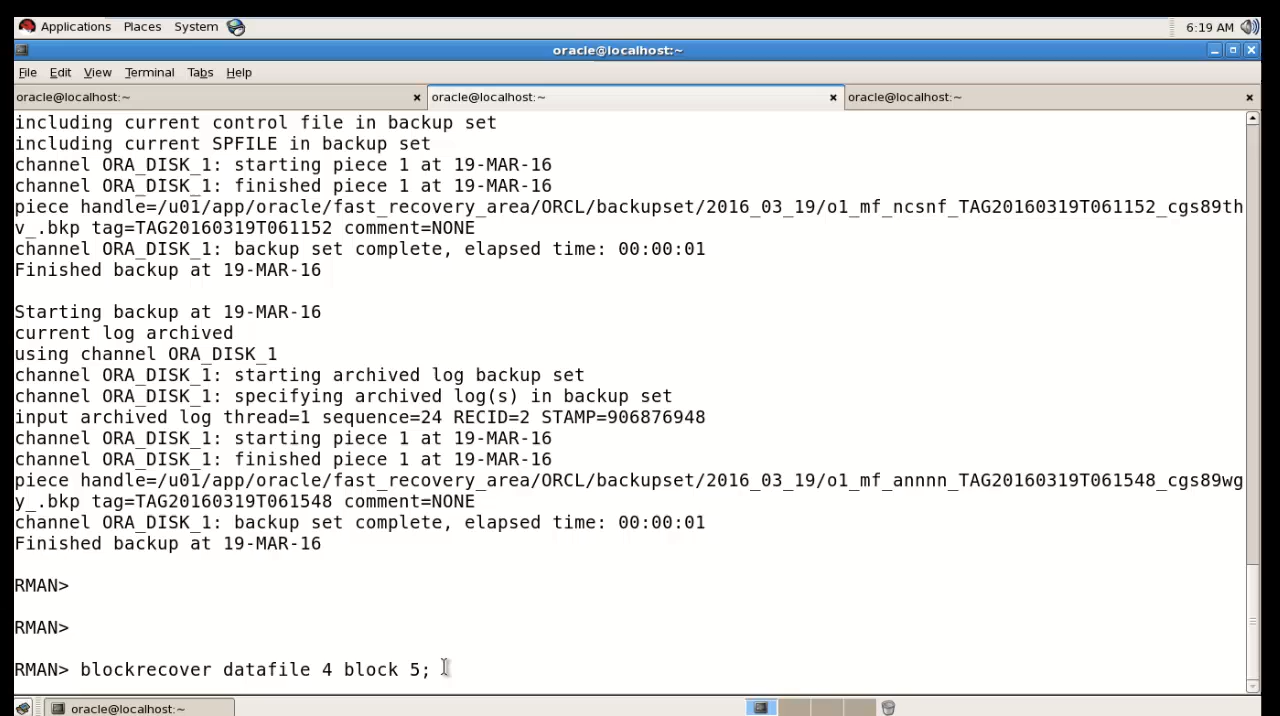 Applications Places System 6:19 AM
oracle@localhost:~
File Edit View Terminal Tabs Help
oracle@localhost:~ oracle@localhost:~ oracle@localhost:~
including current control file in backup set
including current SPFILE in backup set
channel ORA_DISK_1: starting piece 1 at 19-MAR-16
channel ORA_DISK_1: finished piece 1 at 19-MAR-16
piece handle=/u01/app/oracle/fast_recovery_area/ORCL/backupset/2016_03_19/o1_mf_ncsnf_TAG20160319T061152_cgs89th
v_.bkp tag=TAG20160319T061152 comment=NONE
channel ORA_DISK_1: backup set complete, elapsed time: 00:00:01
Finished backup at 19-MAR-16
Starting backup at 19-MAR-16
current log archived
using channel ORA_DISK_1
channel ORA_DISK_1: starting archived log backup set
channel ORA_DISK_1: specifying archived log(s) in backup set
input archived log thread=1 sequence=24 RECID=2 STAMP=906876948
channel ORA_DISK_1: starting piece 1 at 19-MAR-16
channel ORA_DISK_1: finished piece 1 at 19-MAR-16
piece handle=/u01/app/oracle/fast_recovery_area/ORCL/backupset/2016_03_19/o1_mf_annnn_TAG20160319T061548_cgs89wg
y_.bkp tag=TAG20160319T061548 comment=NONE
channel ORA_DISK_1: backup set complete, elapsed time: 00:00:01
Finished backup at 19-MAR-16
RMAN>
RMAN>
RMAN> blockrecover datafile 4 block 5;
oracle@localhost:~